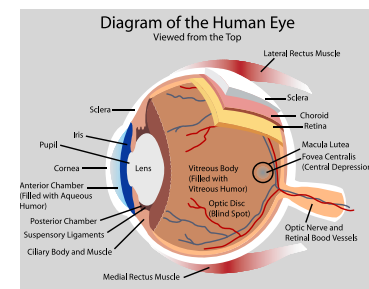 Diagram of the Human Eye
Viewed from the Top
Lateral Rectus Muscle
Sclera
Sclera
Choroid
Retina
Iris
Pupil
Macula Lutea
Fovea Centralis
(Central Depression
Cornea
Lens
Vitreous Body
(Filled with
Vitreous Humor)
Anterior Chamber
(Filled with Aqueous
Humor)
Optic Disc
(Blind Spot)
Posterior Chamber
Suspensory Ligaments
Optic Nerve and
Retinal Bood Vessels
Ciliary Body and Muscle
Medial Rectus Muscle